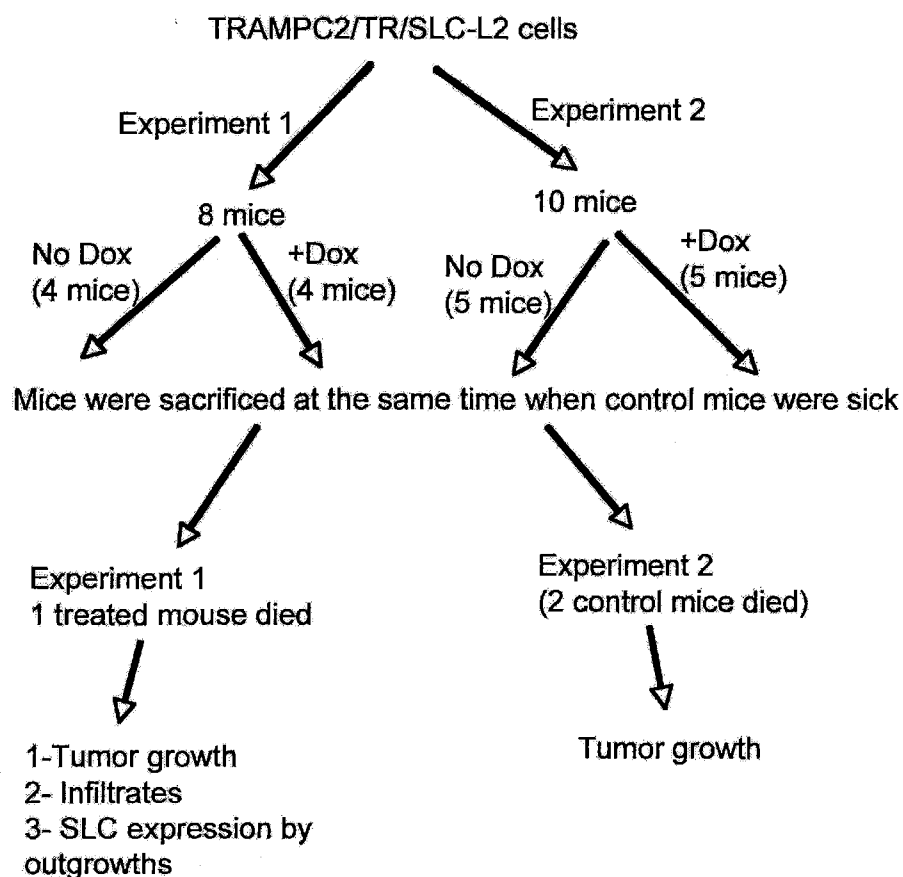 TRAMPC2/TR/SLC-L2 cells
Experiment 1
Experiment 2
8 mice
10 mice
No Dox
(4 mice)
+Dox
(4 mice)
No Dox
(5 mice)
+Dox
(5 mice)
Mice were sacrificed at the same time when control mice were sick
Experiment 1
1 treated mouse died
Experiment 2
(2 control mice died)
1-Tumor growth
2- Infiltrates
3- SLC expression by
outgrowths
Tumor growth